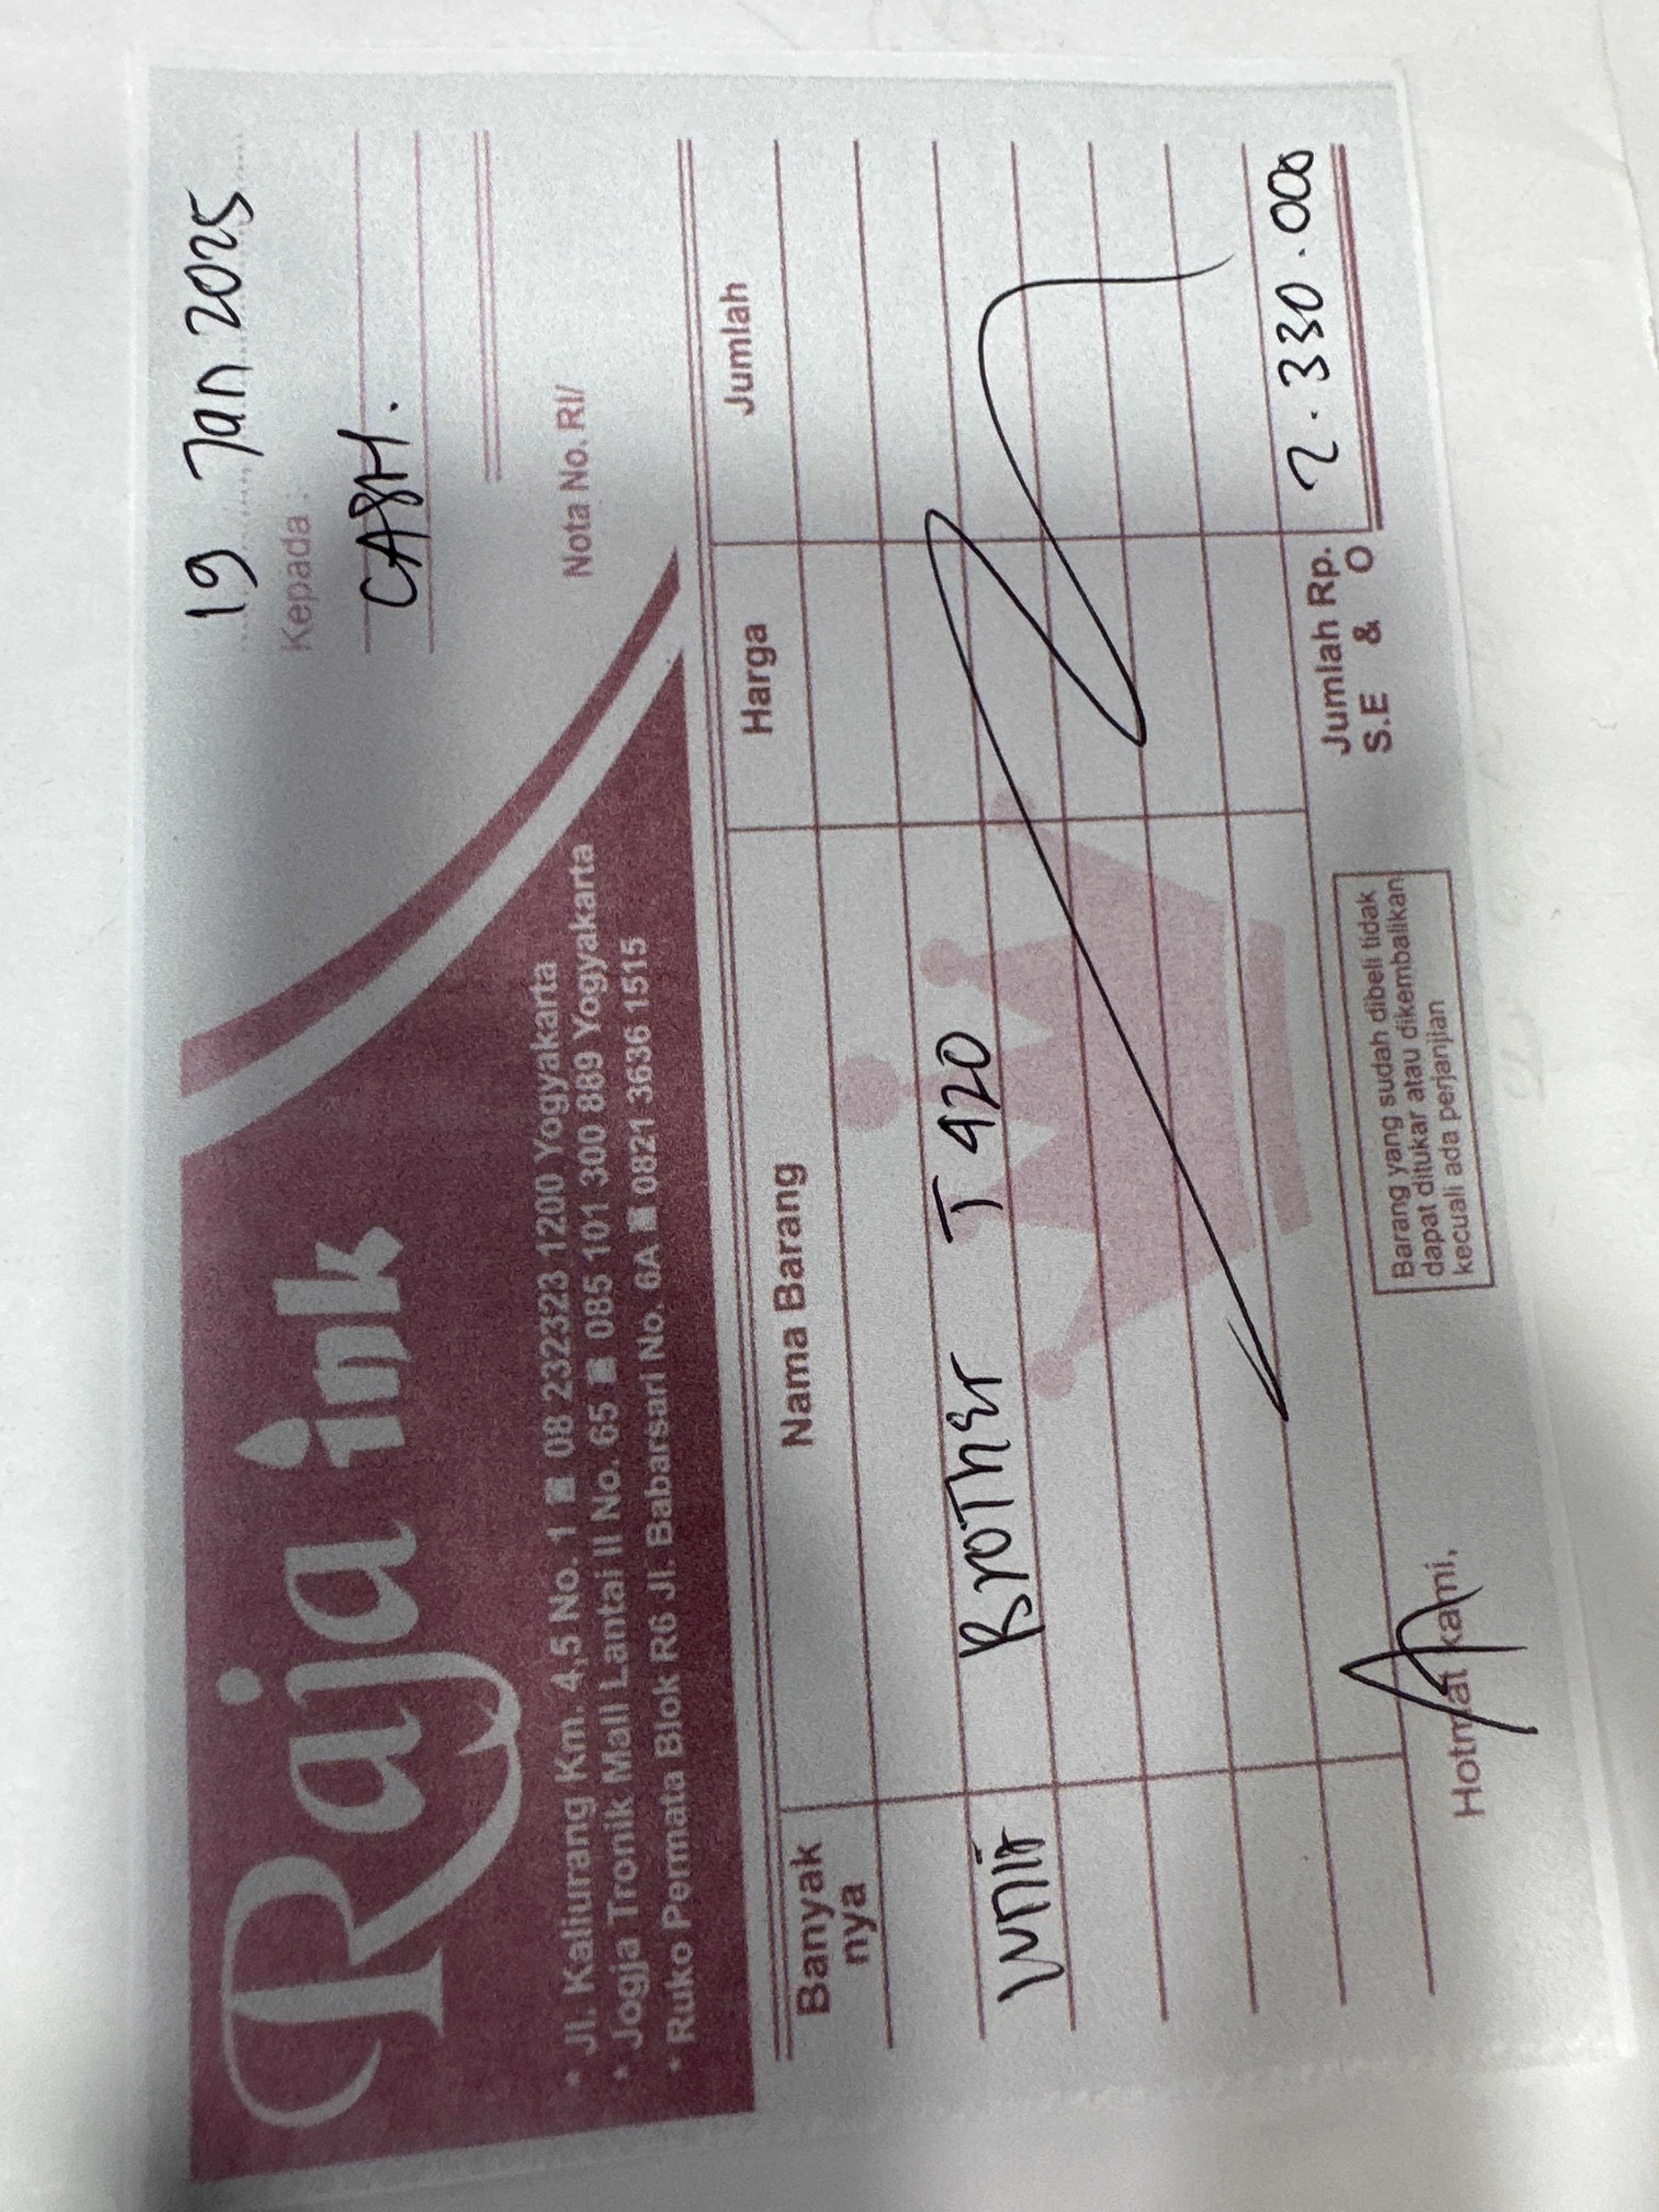 Raja ink
* Jl. Kaliurang Km. 4,5 No. 1 08 232323 1200 Yogyakarta
* Jogja Tronik Mall Lantai II No. 65 085 101 300 889 Yogyakarta
* Ruko Permata Blok R6 Jl. Babarsari No. 6A 0821 3636 1515
19 Jan 2025
Kepada :
CASH.
Nota No. RI/
Banyak nya Nama Barang Harga Jumlah
1 unit Brother T 420
Jumlah Rp. 2.330.000
S.E & O
Barang yang sudah dibeli tidak
dapat ditukar atau dikembalikan
kecuali ada perjanjian
Hotmat kami,